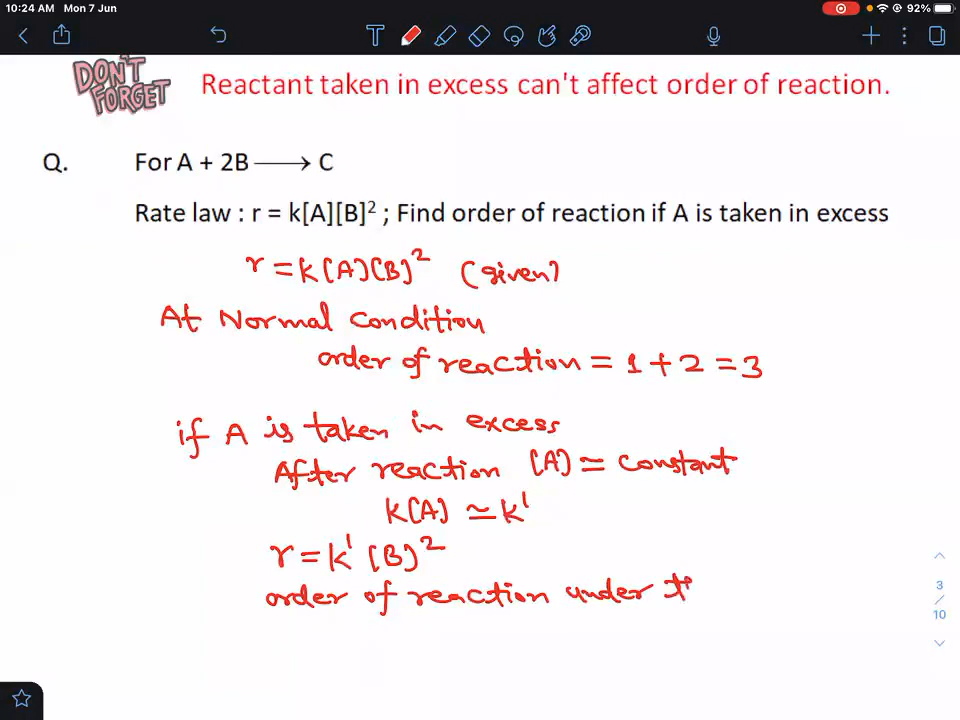 10:24 AM Mon 7 Jun
92%
DON'T FORGET
Reactant taken in excess can't affect order of reaction.
Q. For A + 2B ⟶ C
Rate law : r = k[A][B]² ; Find order of reaction if A is taken in excess
r = k[A][B]² (given)
At Normal condition
order of reaction = 1 + 2 = 3
if A is taken in excess
After reaction [A] ≃ constant
k[A] ≃ k'
r = k' [B]²
order of reaction under t
3
/
10